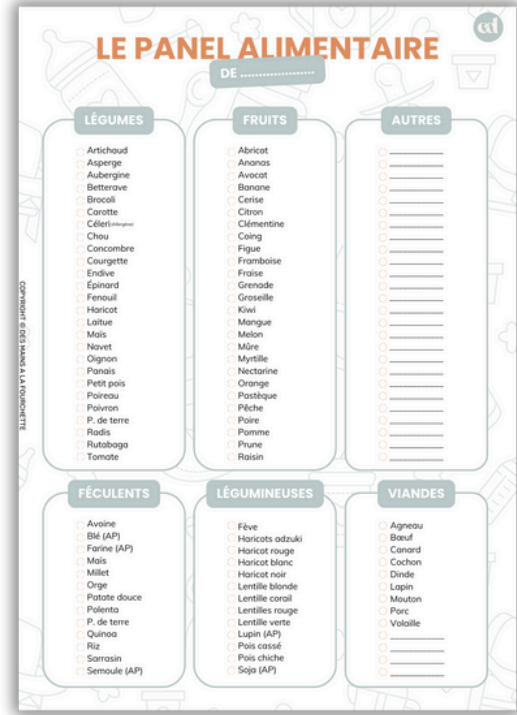 cd
LE PANEL ALIMENTAIRE
DE ....................
LÉGUMES
Artichaud
Asperge
Aubergine
Betterave
Brocoli
Carotte
Céleri (Allergène)
Chou
Concombre
Courgette
Endive
Épinard
Fenouil
Haricot
Laitue
Maïs
Navet
Oignon
Panais
Petit pois
Poireau
Poivron
P. de terre
Radis
Rutabaga
Tomate
FRUITS
Abricot
Ananas
Avocat
Banane
Cerise
Citron
Clémentine
Coing
Figue
Framboise
Fraise
Grenade
Groseille
Kiwi
Mangue
Melon
Mûre
Myrtille
Nectarine
Orange
Pastèque
Pêche
Poire
Pomme
Prune
Raisin
AUTRES
FÉCULENTS
Avoine
Blé (AP)
Farine (AP)
Maïs
Millet
Orge
Patate douce
Polenta
P. de terre
Quinoa
Riz
Sarrasin
Semoule (AP)
LÉGUMINEUSES
Fève
Haricots adzuki
Haricot rouge
Haricot blanc
Haricot noir
Lentille blonde
Lentille corail
Lentilles rouge
Lentille verte
Lupin (AP)
Pois cassé
Pois chiche
Soja (AP)
VIANDES
Agneau
Bœuf
Canard
Cochon
Dinde
Lapin
Mouton
Porc
Volaille
COPYRIGHT © DES MAINS A LA FOURCHETTE